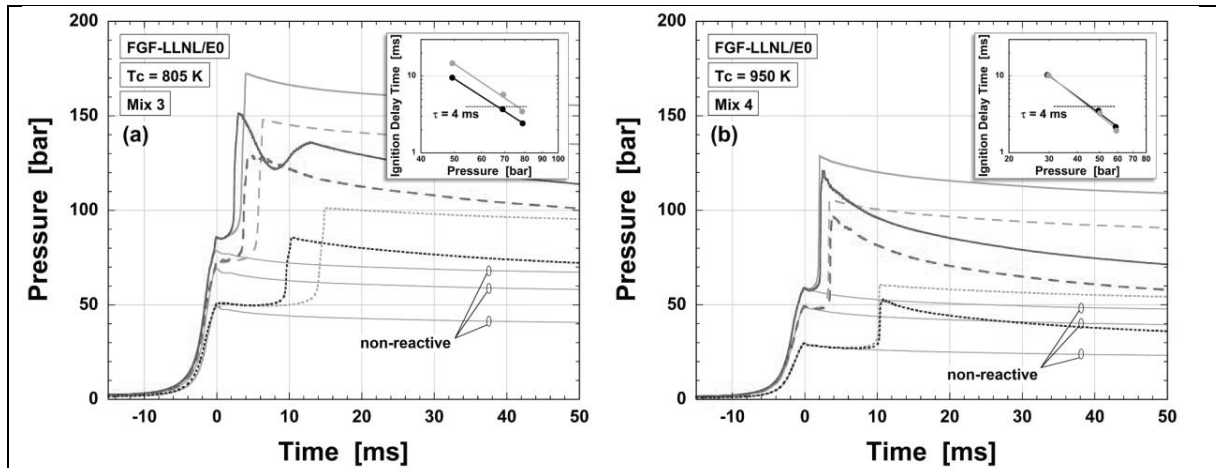 200
150
100
50
0
Pressure [bar]
FGF-LLNL/E0
Tc = 805 K
Mix 3
(a)
Ignition Delay Time [ms]
10
1
τ = 4 ms
40 50 60 70 80 90 100
Pressure [bar]
non-reactive
-10 0 10 20 30 40 50
Time [ms]
200
150
100
50
0
Pressure [bar]
FGF-LLNL/E0
Tc = 950 K
Mix 4
(b)
Ignition Delay Time [ms]
10
1
τ = 4 ms
20 30 40 50 60 70 80
Pressure [bar]
non-reactive
-10 0 10 20 30 40 50
Time [ms]